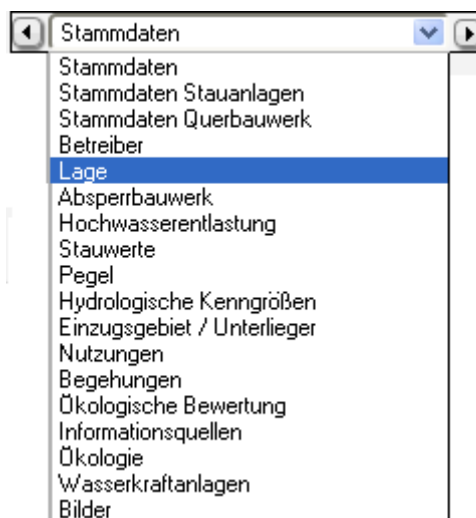 Stammdaten
Stammdaten
Stammdaten Stauanlagen
Stammdaten Querbauwerk
Betreiber
Lage
Absperrbauwerk
Hochwasserentlastung
Stauwerte
Pegel
Hydrologische Kenngrößen
Einzugsgebiet / Unterlieger
Nutzungen
Begehungen
Ökologische Bewertung
Informationsquellen
Ökologie
Wasserkraftanlagen
Bilder